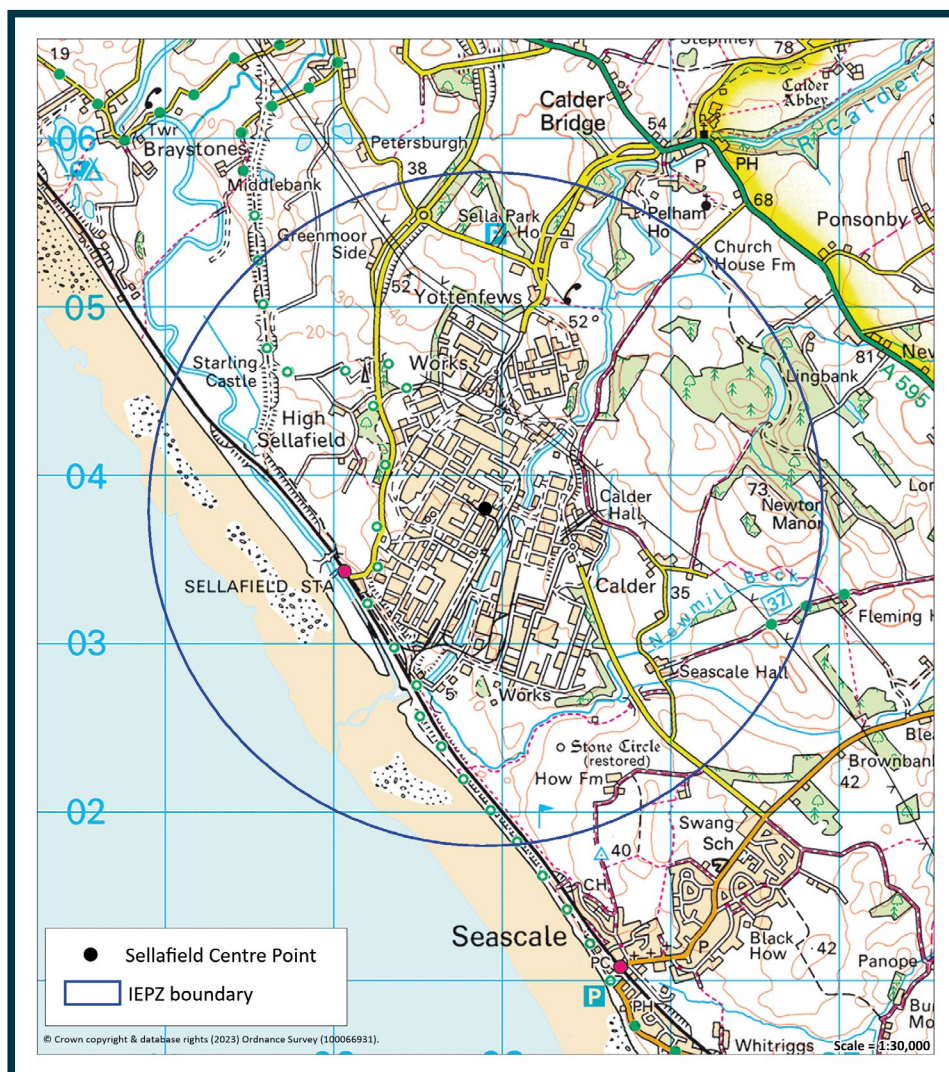 19
Stephney
78
Calder
Abbey
Calder
R
Calder
Bridge
54
06
Twr
Braystones
Petersburgh
P
PH
38
Middlebank
68
Sella Park
Ho
P
Pelham
Ho
Ponsonby
Greenmoor
Side
Church
House Fm
52
05
Yottenfews
30
40
20
52
Works
81
Starling
Castle
Lingbank
A 595
High
Sellafield
04
Calder
Hall
73
Newton
Manor
SELLAFIELD STA
Calder
35
Newmill Beck
37
Fleming H
03
Seascale Hall
5
Works
Stone Circle
(restored)
How Fm
Brownbank
42
02
Swang
Sch
40
CH
Seascale
P
Black
How
42
PC
Panope
P
PH
Whitriggs
Sellafield Centre Point
IEPZ boundary
© Crown copyright & database rights (2023) Ordnance Survey (100066931).
Scale = 1:30,000